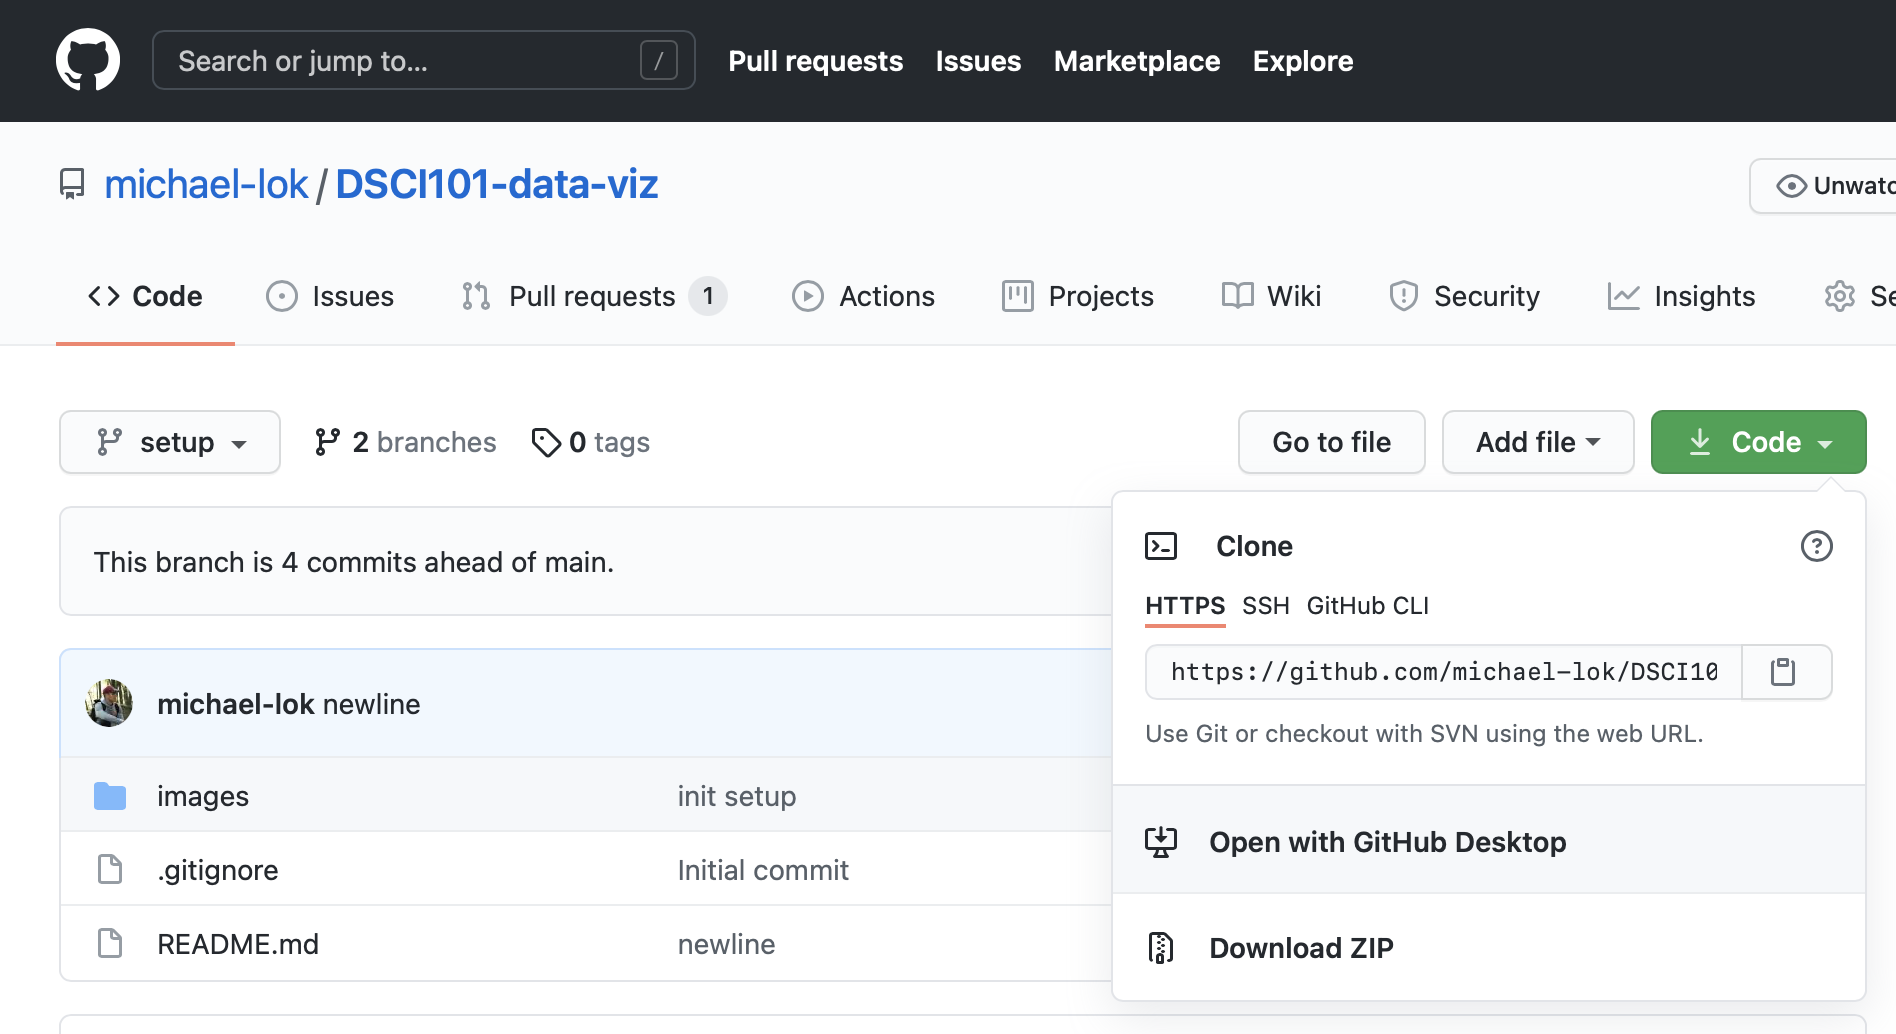 Search or jump to... /
Pull requests Issues Marketplace Explore
michael-lok / DSCI101-data-viz
Code Issues Pull requests 1 Actions Projects Wiki Security Insights
setup 2 branches 0 tags Go to file Add file Code
This branch is 4 commits ahead of main.
Clone
HTTPS SSH GitHub CLI
https://github.com/michael-lok/DSCI10
Use Git or checkout with SVN using the web URL.
Open with GitHub Desktop
Download ZIP
michael-lok newline
images init setup
.gitignore Initial commit
README.md newline